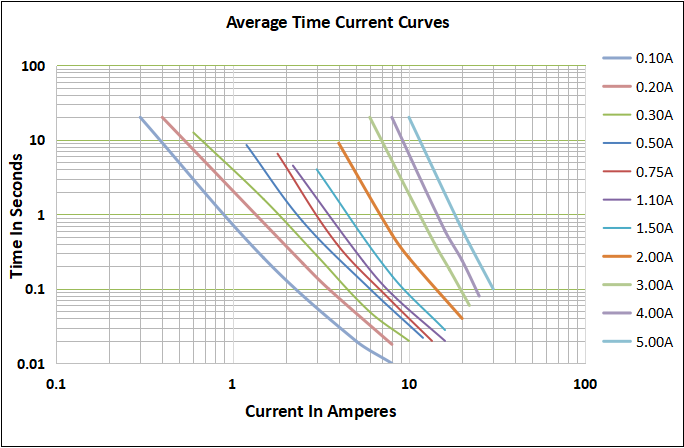 Average Time Current Curves
Time In Seconds
100
10
1
0.1
0.01
0.1
1
10
100
Current In Amperes
0.10A
0.20A
0.30A
0.50A
0.75A
1.10A
1.50A
2.00A
3.00A
4.00A
5.00A